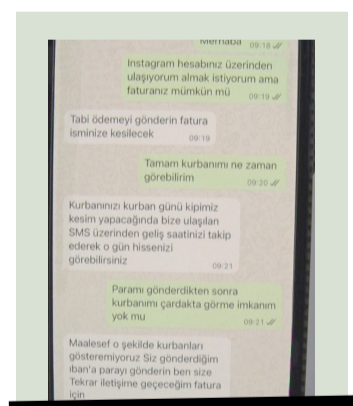 Merhaba 09:18
Instagram hesabınız üzerinden
ulaşıyorum almak istiyorum ama
faturanız mümkün mü
09:19
Tabi ödemeyi gönderin fatura
isminize kesilecek
09:19
Tamam kurbanımı ne zaman
görebilirim
09:20
Kurbanınızı kurban günü kipimiz
kesim yapacağında bize ulaşılan
SMS üzerinden geliş saatinizi takip
ederek o gün hissenizi
görebilirsiniz
09:21
Paramı gönderdikten sonra
kurbanımı çardakta görme imkanım
yok mu
09:21
Maalesef o şekilde kurbanları
gösteremiyoruz Siz gönderdiğim
ıban'a parayı gönderin ben size
Tekrar iletişime geçeceğim fatura
için